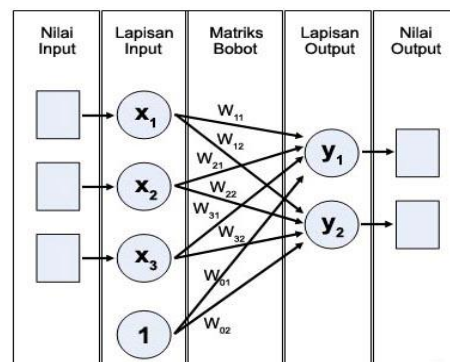 Nilai Input
Lapisan Input
Matriks Bobot
Lapisan Output
Nilai Output
x1
x2
x3
1
W11
W12
W21
W22
W31
W32
W01
W02
y1
y2